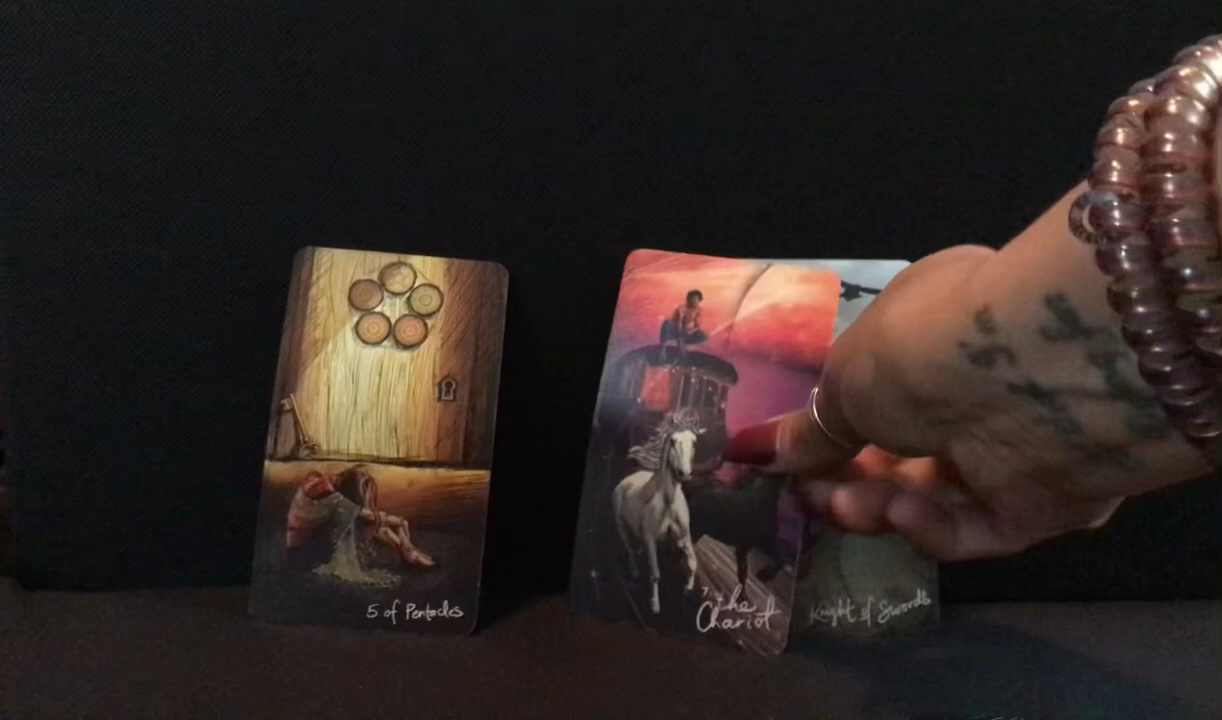 5 of Pentacles
7 the
Chariot
Knight of Swords